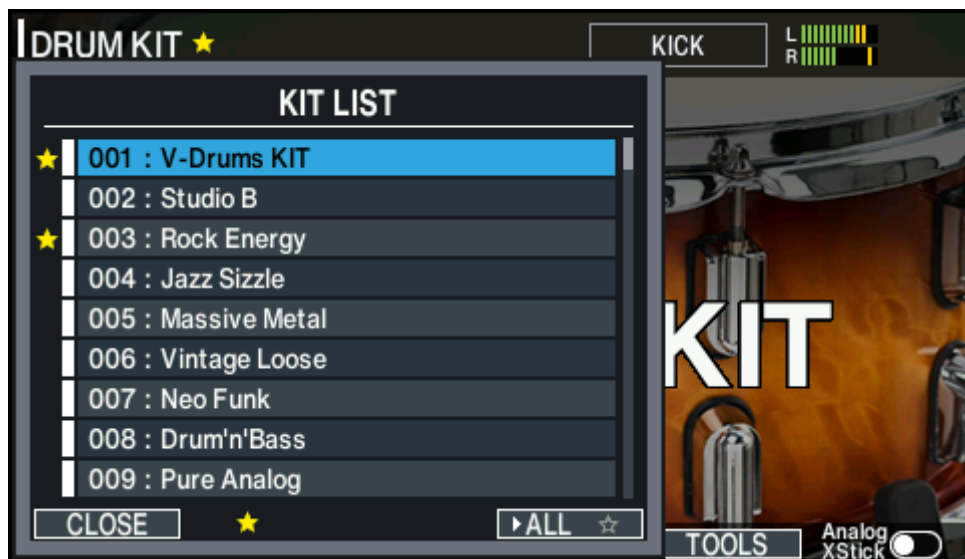 DRUM KIT
KICK
L
R
KIT LIST
001 : V-Drums KIT
002 : Studio B
003 : Rock Energy
004 : Jazz Sizzle
005 : Massive Metal
006 : Vintage Loose
007 : Neo Funk
008 : Drum'n'Bass
009 : Pure Analog
KIT
CLOSE
ALL
TOOLS
Analog
XStick